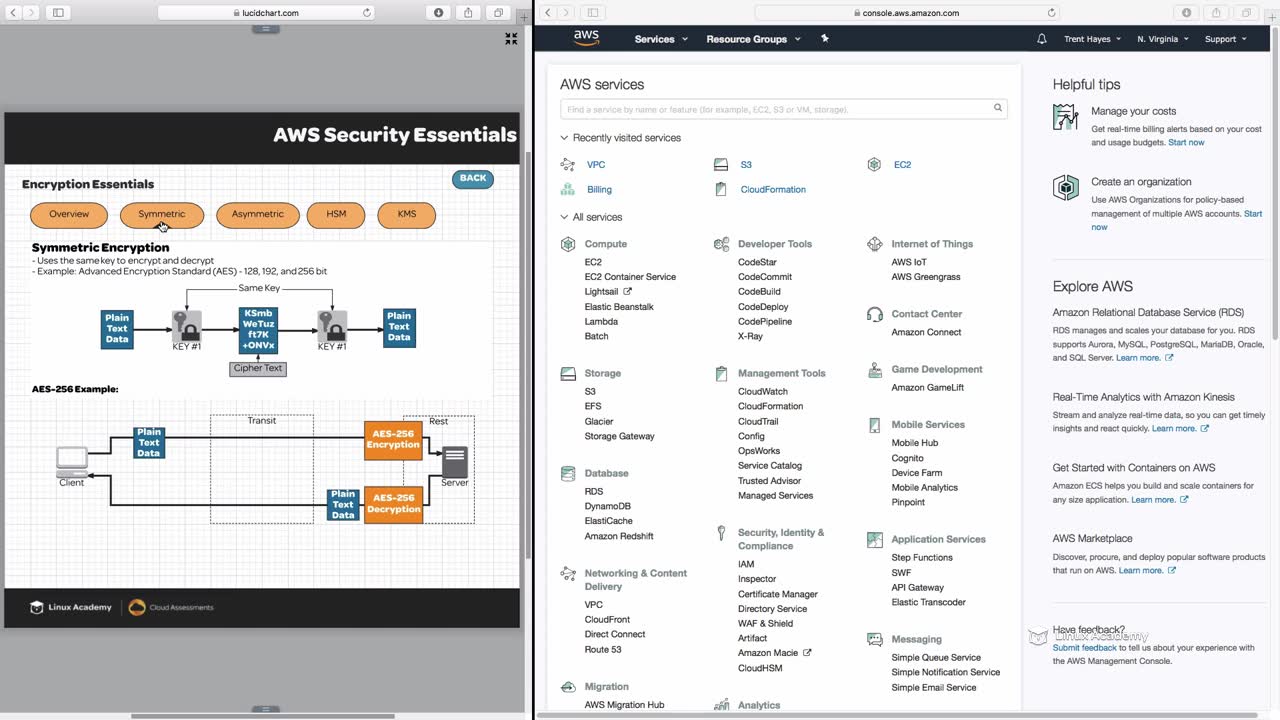 lucidchart.com
AWS Security Essentials
Encryption Essentials
BACK
Overview
Symmetric
Asymmetric
HSM
KMS
Symmetric Encryption
- Uses the same key to encrypt and decrypt
- Example: Advanced Encryption Standard (AES) - 128, 192, and 256 bit
Same Key
Plain
Text
Data
KEY #1
KSmb
WeTuz
ft7K
+ONVx
KEY #1
Plain
Text
Data
Cipher Text
AES-256 Example:
Transit
Rest
Plain
Text
Data
AES-256
Encryption
Client
Server
Plain
Text
Data
AES-256
Decryption
Linux Academy
Cloud Assessments
console.aws.amazon.com
aws
Services
Resource Groups
Trent Hayes
N. Virginia
Support
AWS services
Find a service by name or feature (for example, EC2, S3 or VM, storage).
Recently visited services
VPC
S3
EC2
Billing
CloudFormation
All services
Compute
EC2
EC2 Container Service
Lightsail
Elastic Beanstalk
Lambda
Batch
Storage
S3
EFS
Glacier
Storage Gateway
Database
RDS
DynamoDB
ElastiCache
Amazon Redshift
Networking & Content
Delivery
VPC
CloudFront
Direct Connect
Route 53
Migration
AWS Migration Hub
Developer Tools
CodeStar
CodeCommit
CodeBuild
CodeDeploy
CodePipeline
X-Ray
Management Tools
CloudWatch
CloudFormation
CloudTrail
Config
OpsWorks
Service Catalog
Trusted Advisor
Managed Services
Security, Identity &
Compliance
IAM
Inspector
Certificate Manager
Directory Service
WAF & Shield
Artifact
Amazon Macie
CloudHSM
Analytics
Internet of Things
AWS IoT
AWS Greengrass
Contact Center
Amazon Connect
Game Development
Amazon GameLift
Mobile Services
Mobile Hub
Cognito
Device Farm
Mobile Analytics
Pinpoint
Application Services
Step Functions
SWF
API Gateway
Elastic Transcoder
Messaging
Simple Queue Service
Simple Notification Service
Simple Email Service
Helpful tips
Manage your costs
Get real-time billing alerts based on your cost
and usage budgets. Start now
Create an organization
Use AWS Organizations for policy-based
management of multiple AWS accounts. Start
now
Explore AWS
Amazon Relational Database Service (RDS)
RDS manages and scales your database for you. RDS
supports Aurora, MySQL, PostgreSQL, MariaDB, Oracle,
and SQL Server. Learn more.
Real-Time Analytics with Amazon Kinesis
Stream and analyze real-time data, so you can get timely
insights and react quickly. Learn more.
Get Started with Containers on AWS
Amazon ECS helps you build and scale containers for
any size application. Learn more.
AWS Marketplace
Discover, procure, and deploy popular software products
that run on AWS. Learn more.
Have feedback?
Linux Academy
Submit feedback to tell us about your experience with
the AWS Management Console.